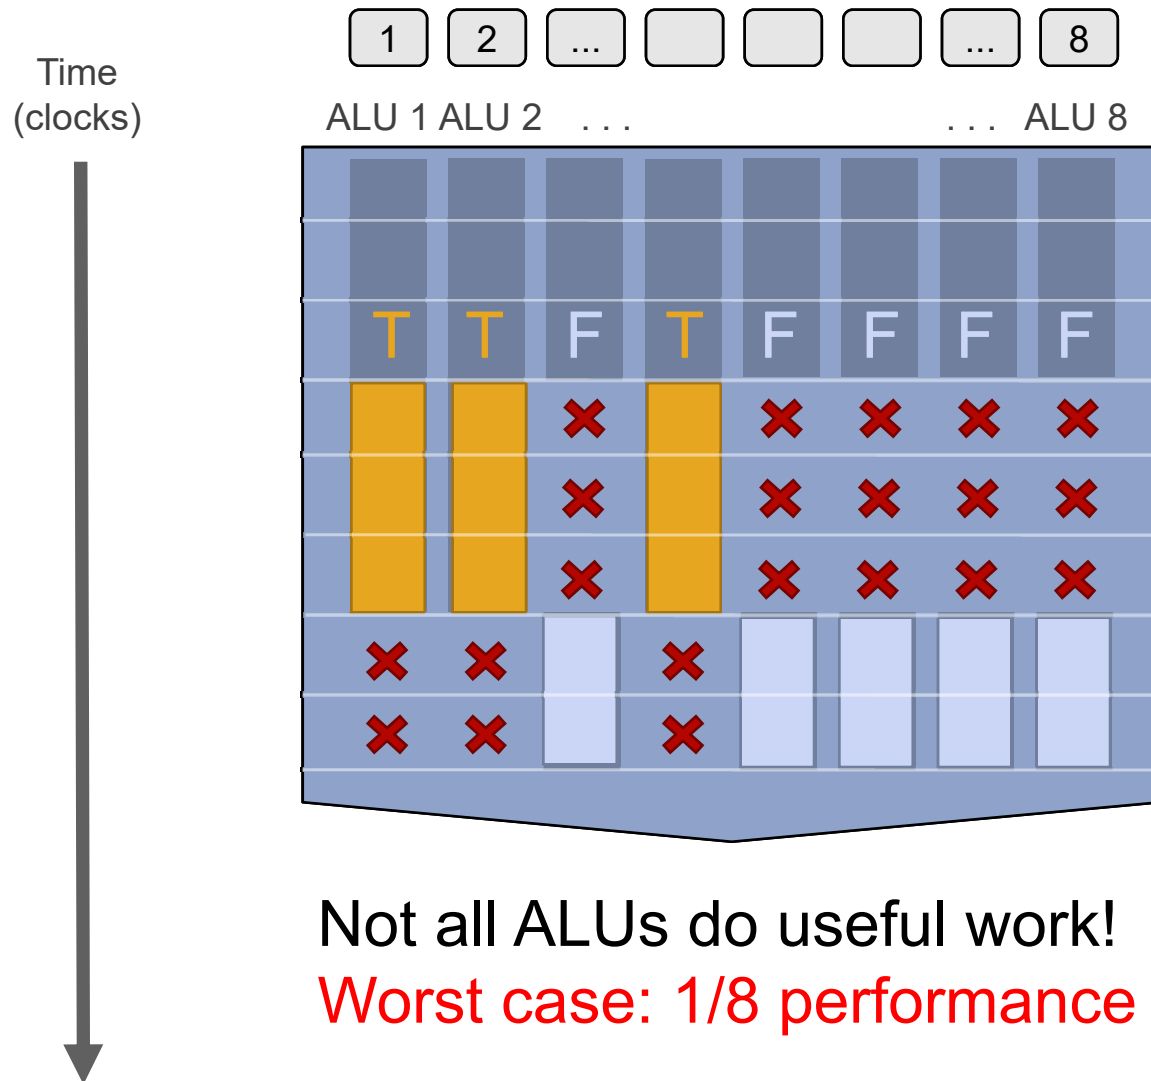 1 2 ... ... 8
Time
(clocks)
ALU 1 ALU 2 . . . . . . ALU 8
T T F T F F F F
Not all ALUs do useful work!
Worst case: 1/8 performance